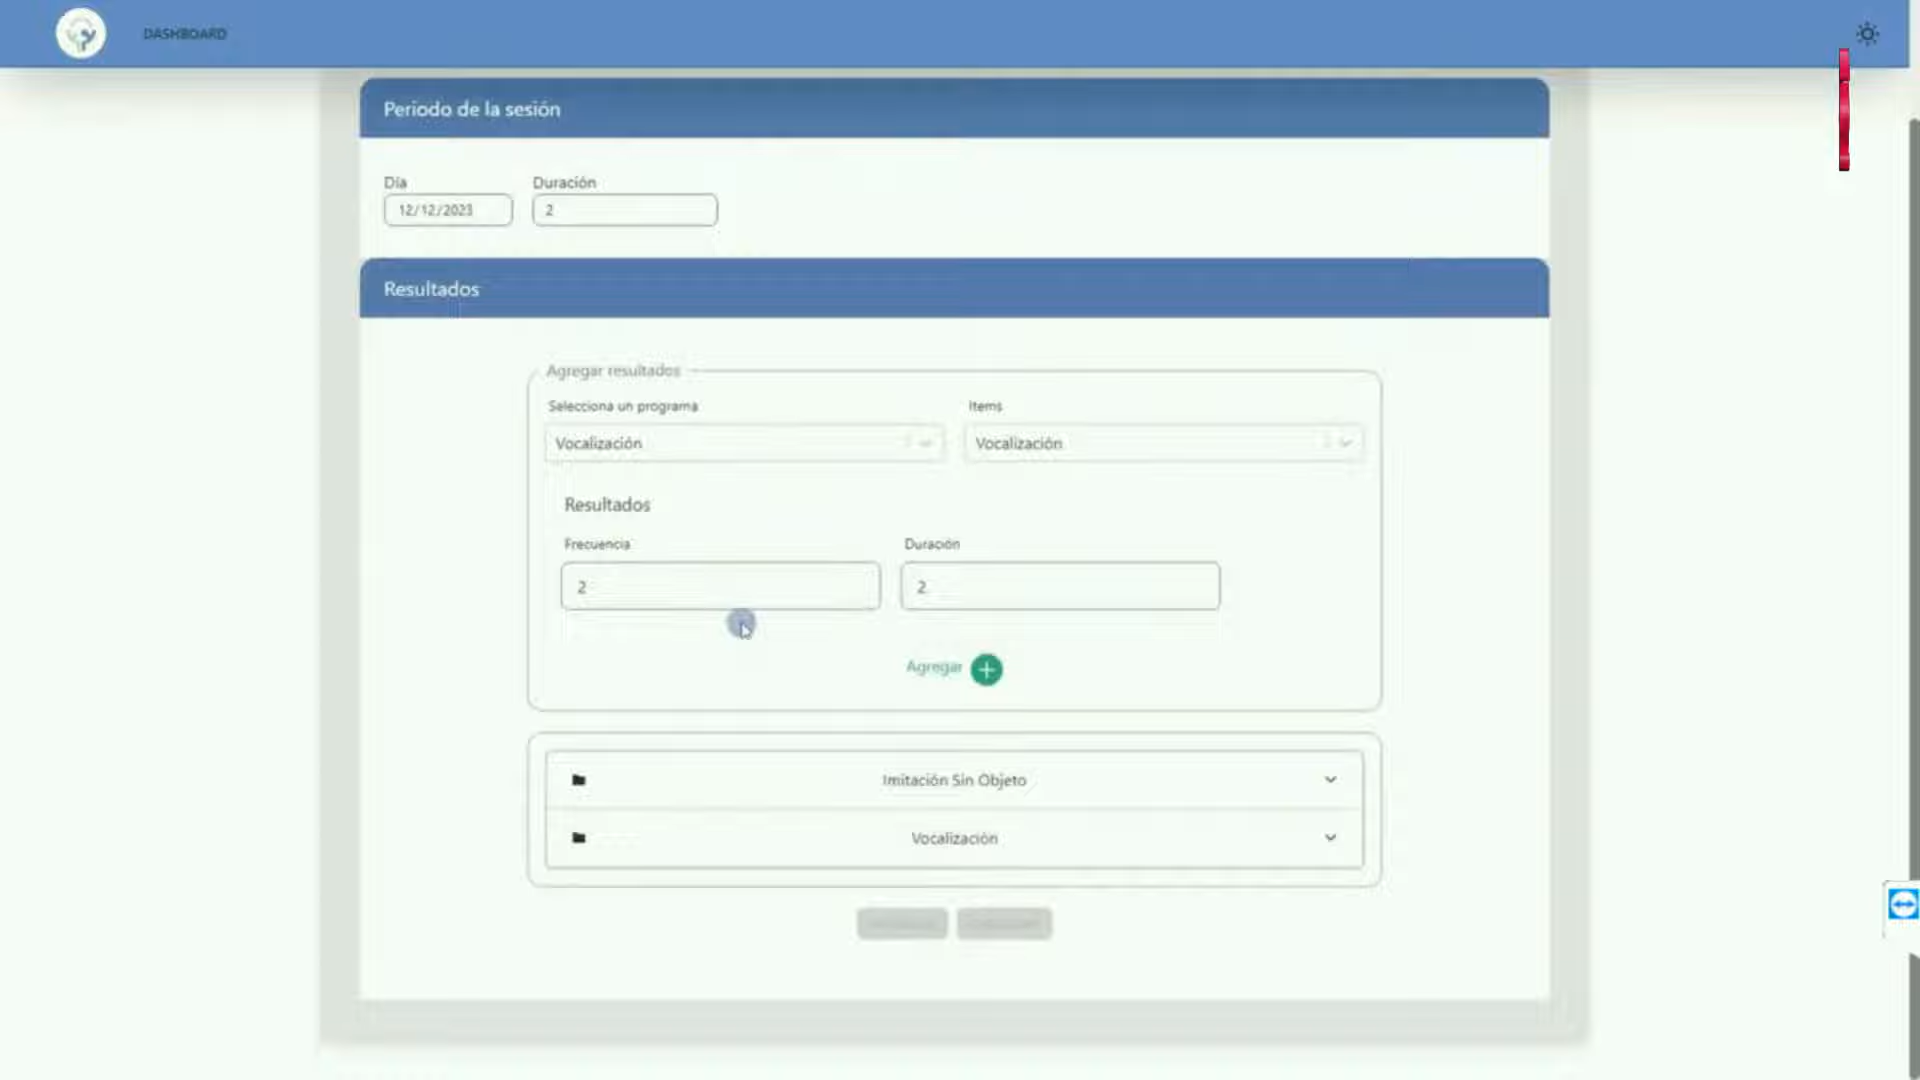 DASHBOARD
Periodo de la sesión
Día
Duración
12/12/2023
2
Resultados
Agregar resultados
Selecciona un programa
Items
Vocalización
Vocalización
Resultados
Frecuencia
Duración
2
2
Agregar
Imitación Sin Objeto
Vocalización